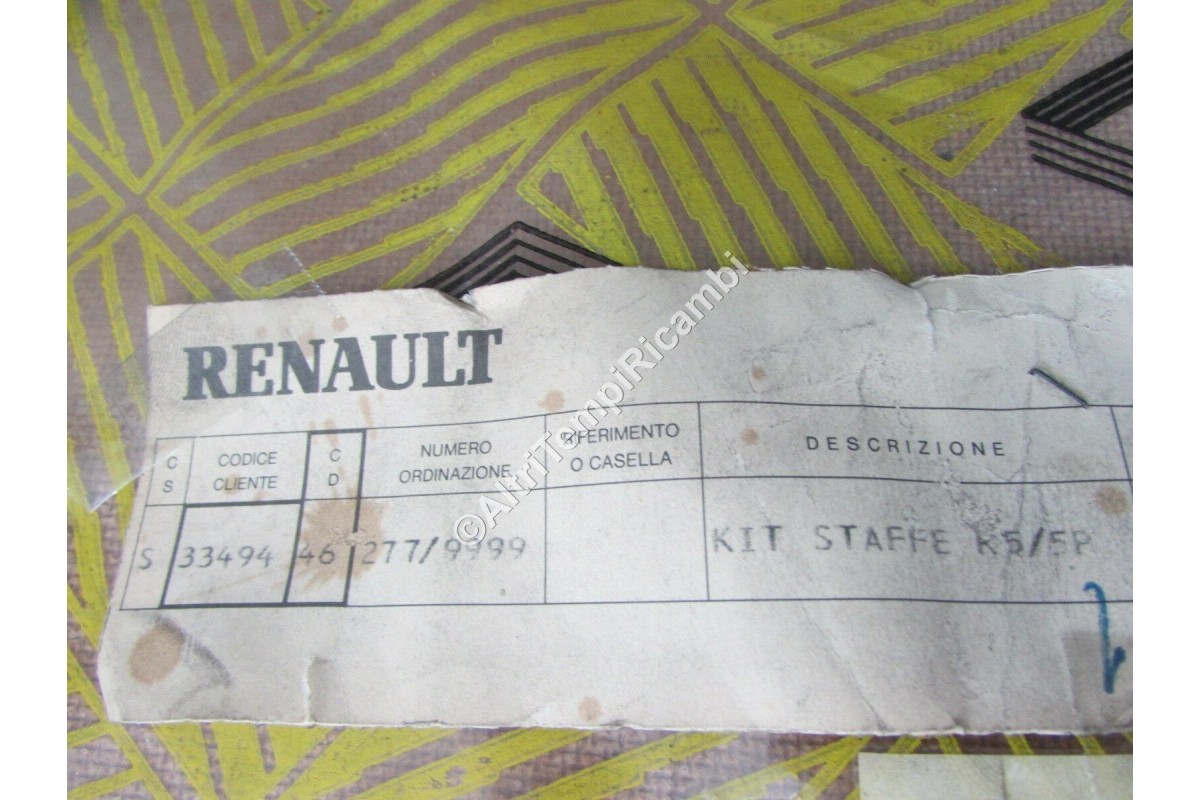 RENAULT
C S
CODICE CLIENTE
C D
NUMERO ORDINAZIONE
RIFERIMENTO O CASELLA
DESCRIZIONE
S 33494 46 277/9999 KIT STAFFE R5/5P
©AltriTempiRicambi